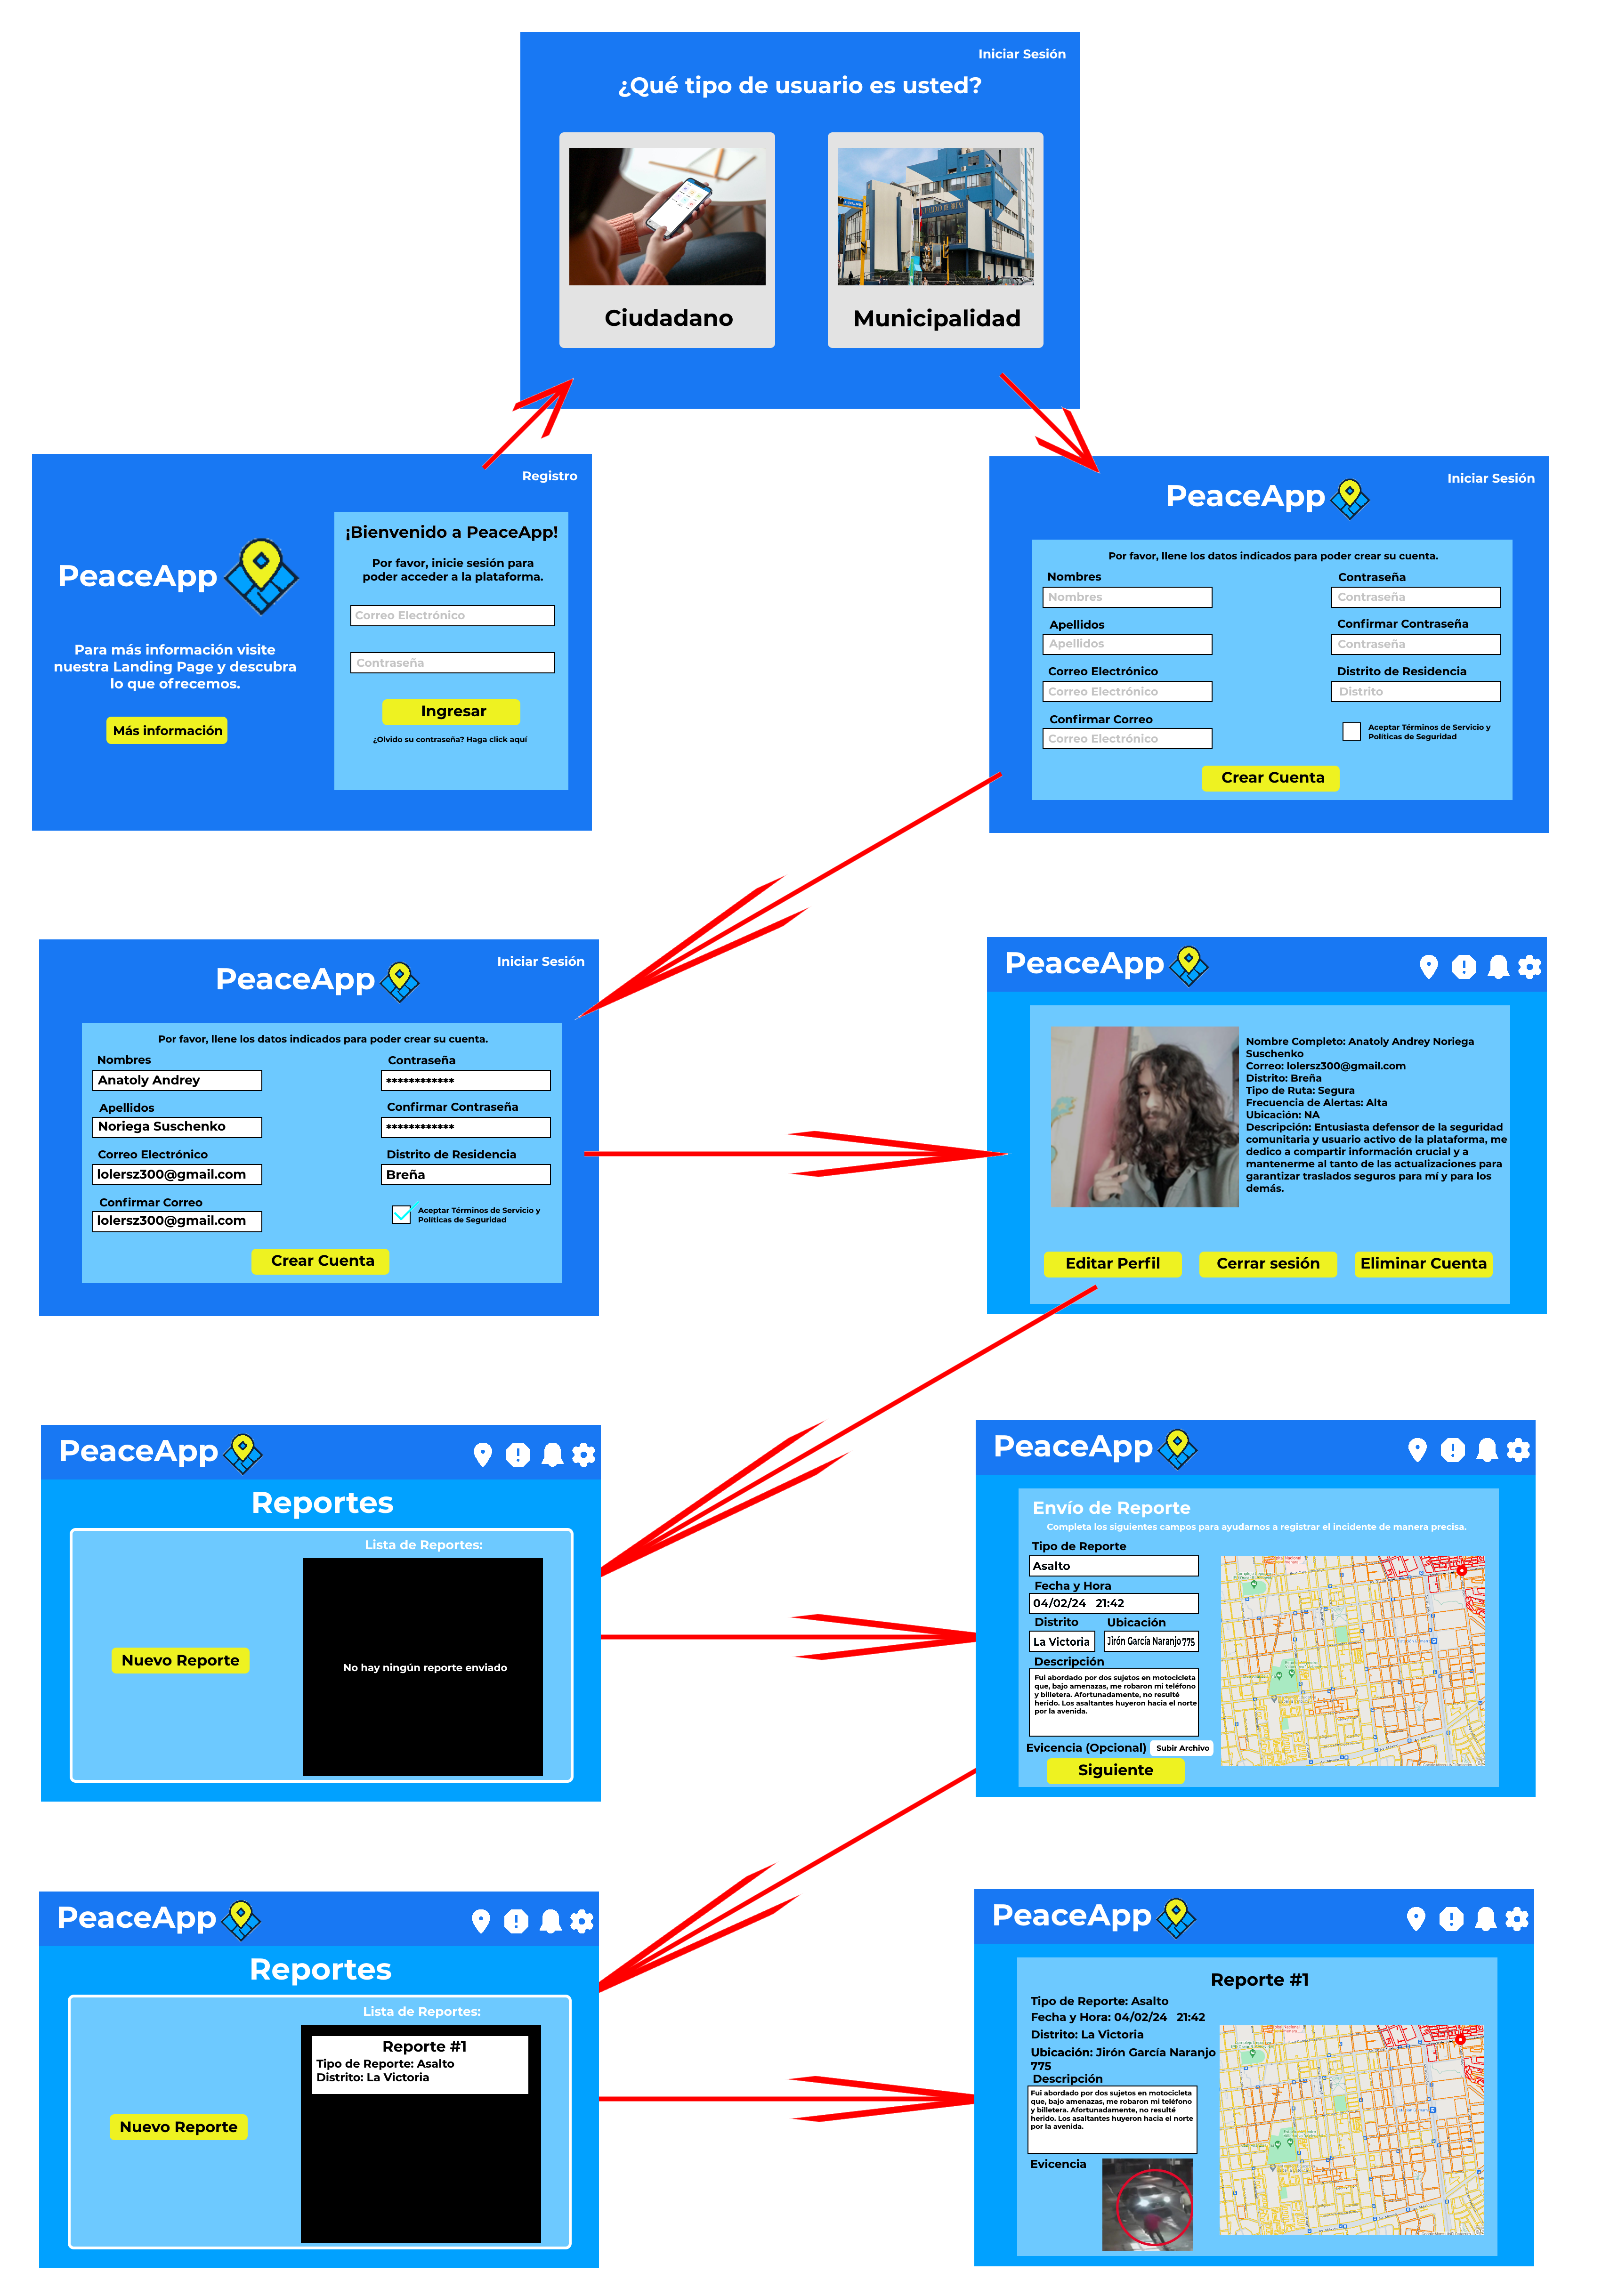 Iniciar Sesión
¿Qué tipo de usuario es usted?
Ciudadano
Municipalidad
Registro
PeaceApp
Para más información visite
nuestra Landing Page y descubra
lo que ofrecemos.
Más información
¡Bienvenido a PeaceApp!
Por favor, inicie sesión para
poder acceder a la plataforma.
Correo Electrónico
Contraseña
Ingresar
¿Olvido su contraseña? Haga click aquí
Iniciar Sesión
PeaceApp
Por favor, llene los datos indicados para poder crear su cuenta.
Nombres
Nombres
Apellidos
Apellidos
Correo Electrónico
Correo Electrónico
Confirmar Correo
Correo Electrónico
Contraseña
Contraseña
Confirmar Contraseña
Contraseña
Distrito de Residencia
Distrito
Aceptar Términos de Servicio y
Políticas de Seguridad
Crear Cuenta
Iniciar Sesión
PeaceApp
Por favor, llene los datos indicados para poder crear su cuenta.
Nombres
Anatoly Andrey
Apellidos
Noriega Suschenko
Correo Electrónico
lolersz300@gmail.com
Confirmar Correo
lolersz300@gmail.com
Contraseña
************
Confirmar Contraseña
************
Distrito de Residencia
Breña
Aceptar Términos de Servicio y
Políticas de Seguridad
Crear Cuenta
PeaceApp
Nombre Completo: Anatoly Andrey Noriega
Suschenko
Correo: lolersz300@gmail.com
Distrito: Breña
Tipo de Ruta: Segura
Frecuencia de Alertas: Alta
Ubicación: NA
Descripción: Entusiasta defensor de la seguridad
comunitaria y usuario activo de la plataforma, me
dedico a compartir información crucial y a
mantenerme al tanto de las actualizaciones para
garantizar traslados seguros para mí y para los
demás.
Editar Perfil
Cerrar sesión
Eliminar Cuenta
PeaceApp
Reportes
Lista de Reportes:
Nuevo Reporte
No hay ningún reporte enviado
PeaceApp
Envío de Reporte
Completa los siguientes campos para ayudarnos a registrar el incidente de manera precisa.
Tipo de Reporte
Asalto
Fecha y Hora
04/02/24 21:42
Distrito Ubicación
La Victoria Jirón García Naranjo 775
Descripción
Fui abordado por dos sujetos en motocicleta
que, bajo amenazas, me robaron mi teléfono
y billetera. Afortunadamente, no resulté
herido. Los asaltantes huyeron hacia el norte
por la avenida.
Evicencia (Opcional) Subir Archivo
Siguiente
PeaceApp
Reportes
Lista de Reportes:
Reporte #1
Tipo de Reporte: Asalto
Distrito: La Victoria
Nuevo Reporte
PeaceApp
Reporte #1
Tipo de Reporte: Asalto
Fecha y Hora: 04/02/24 21:42
Distrito: La Victoria
Ubicación: Jirón García Naranjo
775
Descripción
Fui abordado por dos sujetos en motocicleta
que, bajo amenazas, me robaron mi teléfono
y billetera. Afortunadamente, no resulté
herido. Los asaltantes huyeron hacia el norte
por la avenida.
Evicencia